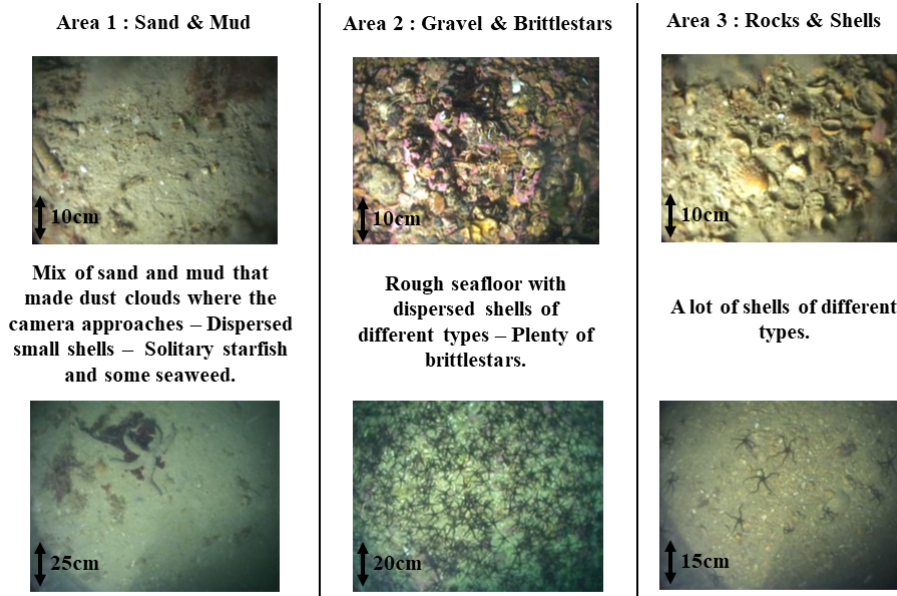 Area 1 : Sand & Mud
10cm
Mix of sand and mud that
made dust clouds where the
camera approaches – Dispersed
small shells – Solitary starfish
and some seaweed.
25cm
Area 2 : Gravel & Brittlestars
10cm
Rough seafloor with
dispersed shells of
different types – Plenty of
brittlestars.
20cm
Area 3 : Rocks & Shells
10cm
A lot of shells of different
types.
15cm